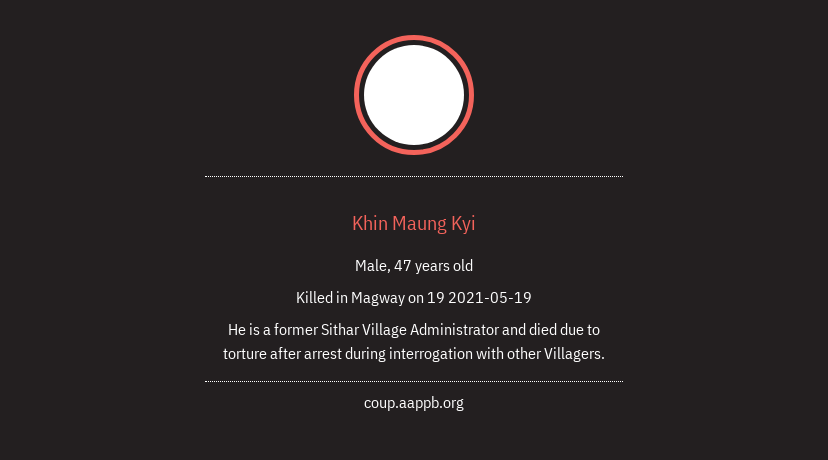 Khin Maung Kyi
Male, 47 years old
Killed in Magway on 19 2021-05-19
He is a former Sithar Village Administrator and died due to
torture after arrest during interrogation with other Villagers.
coup.aappb.org